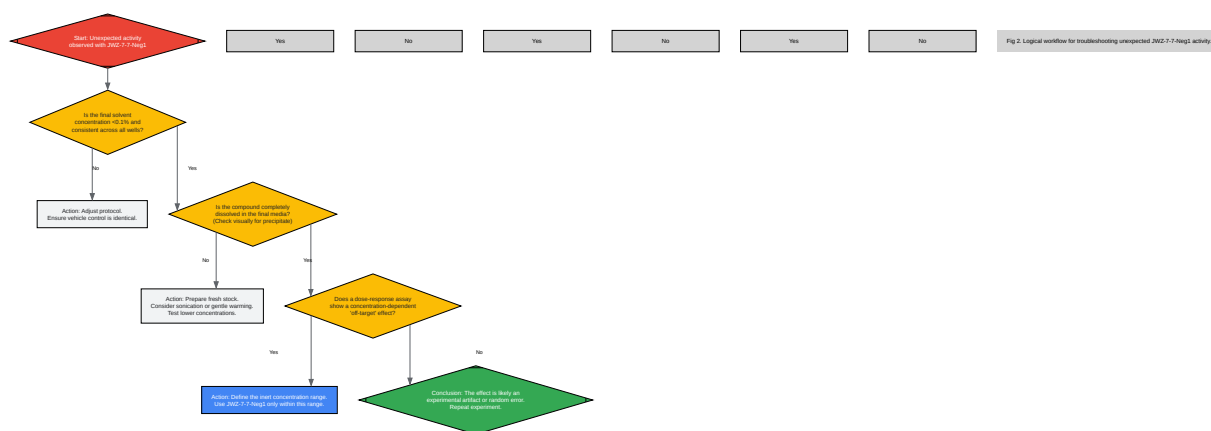 Start: Unexpected activity
observed with JWZ-7-7-Neg1
Yes
No
Yes
No
Yes
No
Fig 2. Logical workflow for troubleshooting unexpected JWZ-7-7-Neg1 activity.
Is the final solvent
concentration <0.1% and
consistent across all wells?
No
Yes
Action: Adjust protocol.
Ensure vehicle control is identical.
Is the compound completely
dissolved in the final media?
(Check visually for precipitate)
No
Yes
Action: Prepare fresh stock.
Consider sonication or gentle warming.
Test lower concentrations.
Does a dose-response assay
show a concentration-dependent
'off-target' effect?
Yes
No
Action: Define the inert concentration range.
Use JWZ-7-7-Neg1 only within this range.
Conclusion: The effect is likely an
experimental artifact or random error.
Repeat experiment.